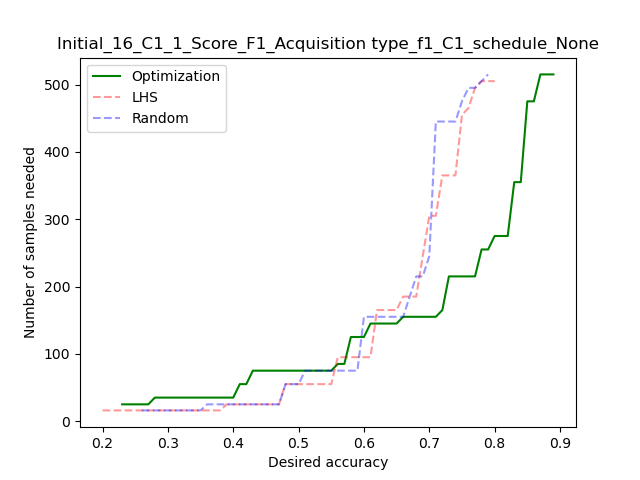 Initial_16_C1_1_Score_F1_Acquisition type_f1_C1_schedule_None
Optimization
LHS
Random
Number of samples needed
500
400
300
200
100
0
0.2 0.3 0.4 0.5 0.6 0.7 0.8 0.9
Desired accuracy